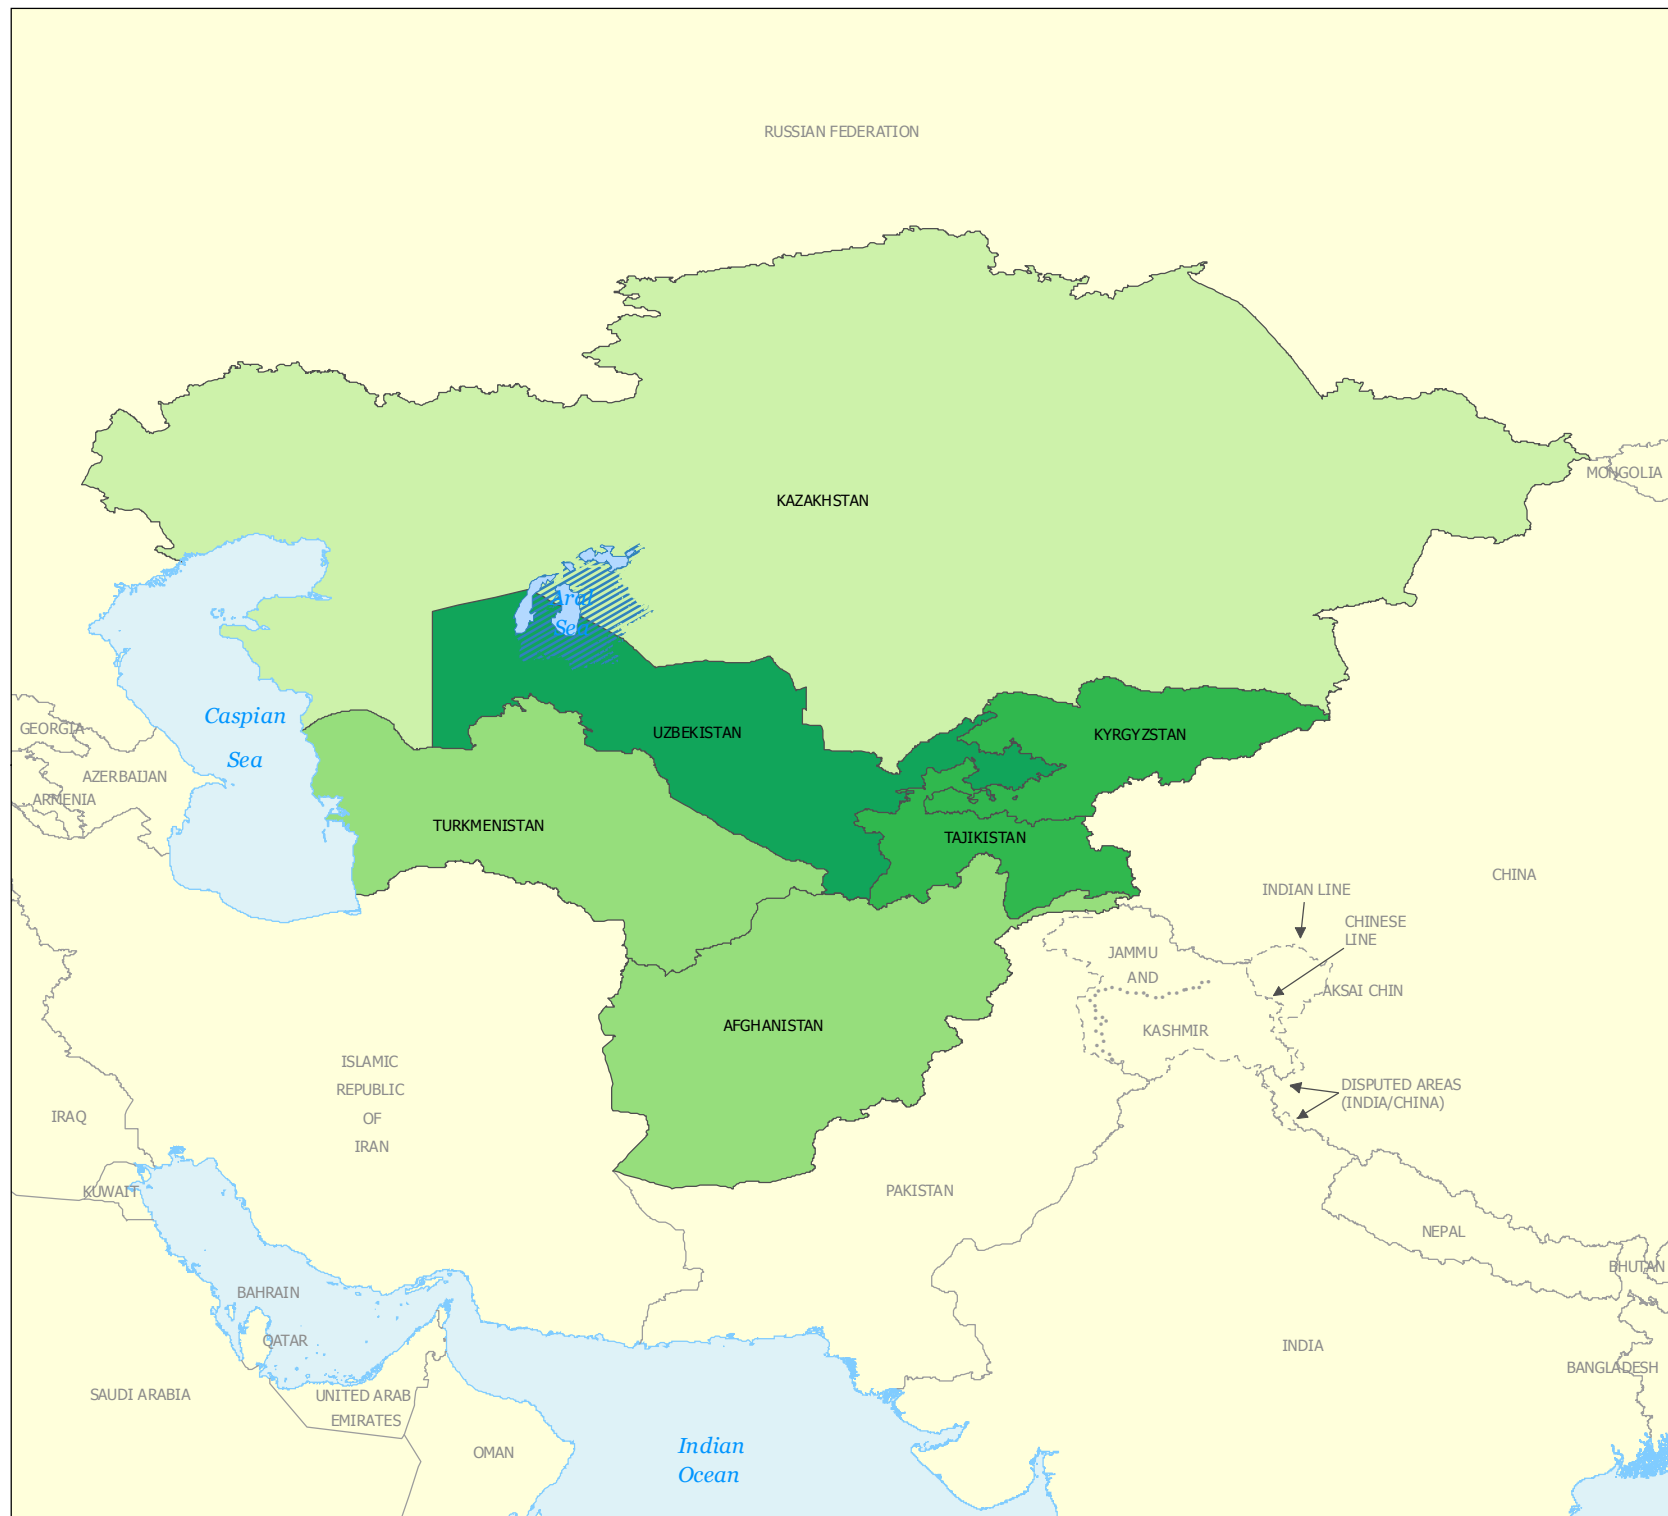 RUSSIAN FEDERATION
MONGOLIA
KAZAKHSTAN
Aral
Sea
Caspian
Sea
GEORGIA
UZBEKISTAN
KYRGYZSTAN
AZERBAIJAN
ARMENIA
TURKMENISTAN
TAJIKISTAN
CHINA
INDIAN LINE
CHINESE
LINE
JAMMU
AND
AKSAI CHIN
KASHMIR
AFGHANISTAN
ISLAMIC
REPUBLIC
OF
IRAN
DISPUTED AREAS
(INDIA/CHINA)
IRAQ
KUWAIT
PAKISTAN
NEPAL
BHUTAN
BAHRAIN
QATAR
INDIA
BANGLADESH
SAUDI ARABIA
UNITED ARAB
EMIRATES
OMAN
Indian
Ocean